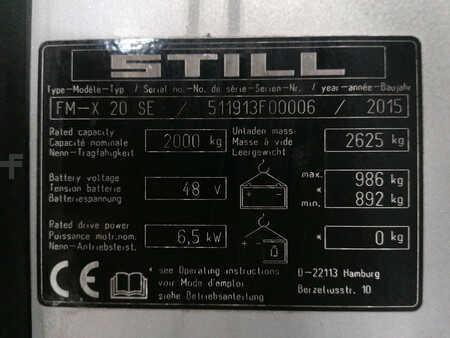 STILL
Type-Modèle-Typ / Serial no.-No. de série-Serien-Nr. / year-année-Baujahr
FM-X 20 SE / 511913F00006 / 2015
Rated capacity
Capacité nominale
Nenn-Tragfähigkeit
2000 kg
Unladen mass
Masse à vide
Leergewicht
2625 kg
Battery voltage
Tension batterie
Batteriespannung
48 V
max. 986 kg
*
min. 892 kg
Rated drive power
Puissance motr.nom.
Nenn-Antriebsleist.
6,5 kW
* 0 kg
CE
* see Operating instructions
voir Mode d'emploi
siehe Betriebsanleitung
D-22113 Hamburg
Berzeliusstr. 10